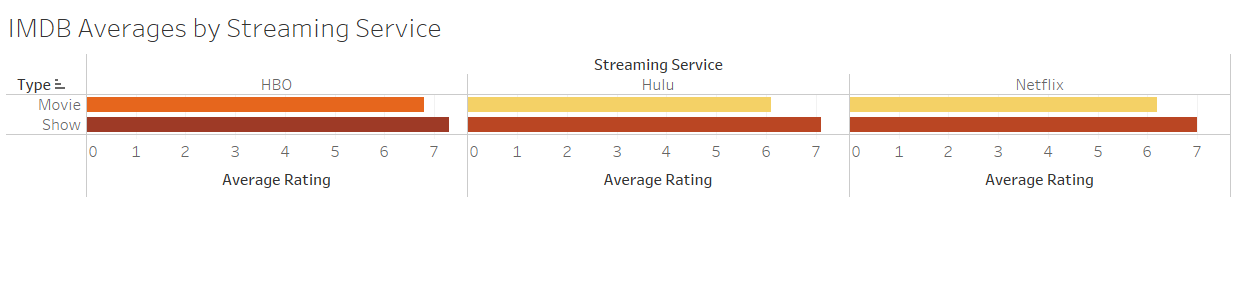 IMDB Averages by Streaming Service
Streaming Service
Type HBO Hulu Netflix
Movie
Show
0 1 2 3 4 5 6 7 0 1 2 3 4 5 6 7 0 1 2 3 4 5 6 7
Average Rating Average Rating Average Rating